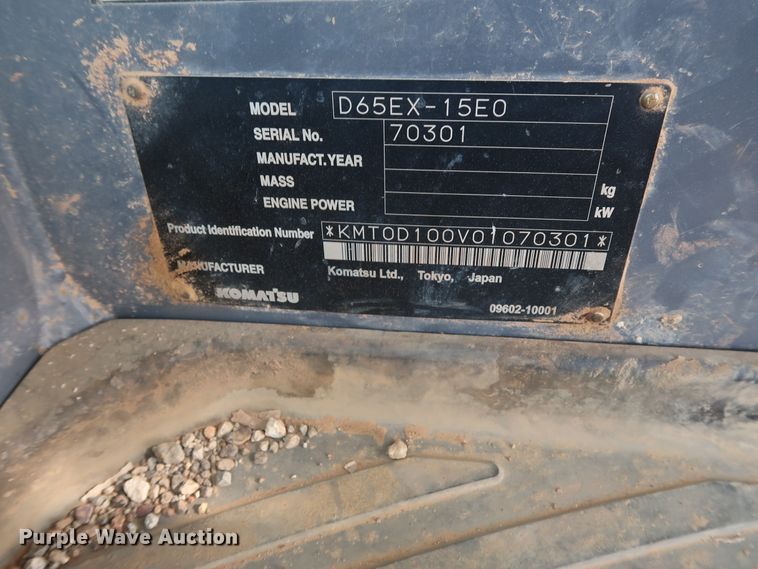 MODEL D65EX-15E0
SERIAL No. 70301
MANUFACT.YEAR
MASS kg
ENGINE POWER kW
Product Identification Number *KMT0D100V01070301*
MANUFACTURER Komatsu Ltd., Tokyo, Japan
KOMATSU 09602-10001
Purple Wave Auction